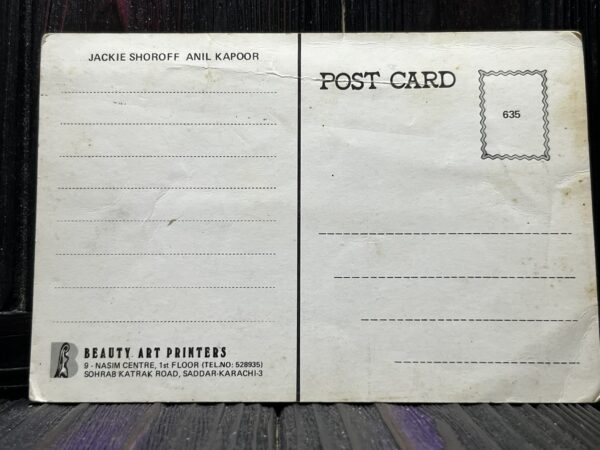 JACKIE SHOROFF ANIL KAPOOR
BEAUTY ART PRINTERS
9 - NASIM CENTRE, 1st FLOOR (TEL.NO: 528935)
SOHRAB KATRAK ROAD, SADDAR-KARACHI-3
POST CARD
635